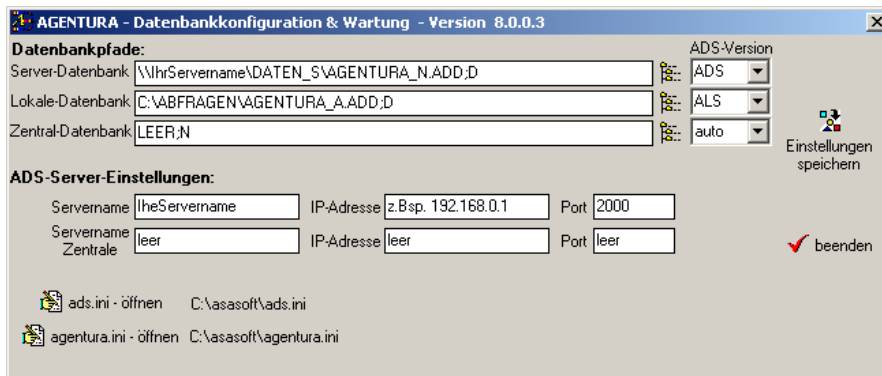 AGENTURA - Datenbankkonfiguration & Wartung - Version 8.0.0.3
Datenbankpfade:
ADS-Version
Server-Datenbank \\IhrServername\DATEN_S\AGENTURA_N.ADD;D ADS
Lokale-Datenbank C:\ABFRAGEN\AGENTURA_A.ADD;D ALS
Zentral-Datenbank LEER;N auto
Einstellungen
speichern
ADS-Server-Einstellungen:
Servername IheServername IP-Adresse z.Bsp. 192.168.0.1 Port 2000
Servername
Zentrale leer IP-Adresse leer Port leer
beenden
ads.ini - öffnen C:\asasoft\ads.ini
agentura.ini - öffnen C:\asasoft\agentura.ini